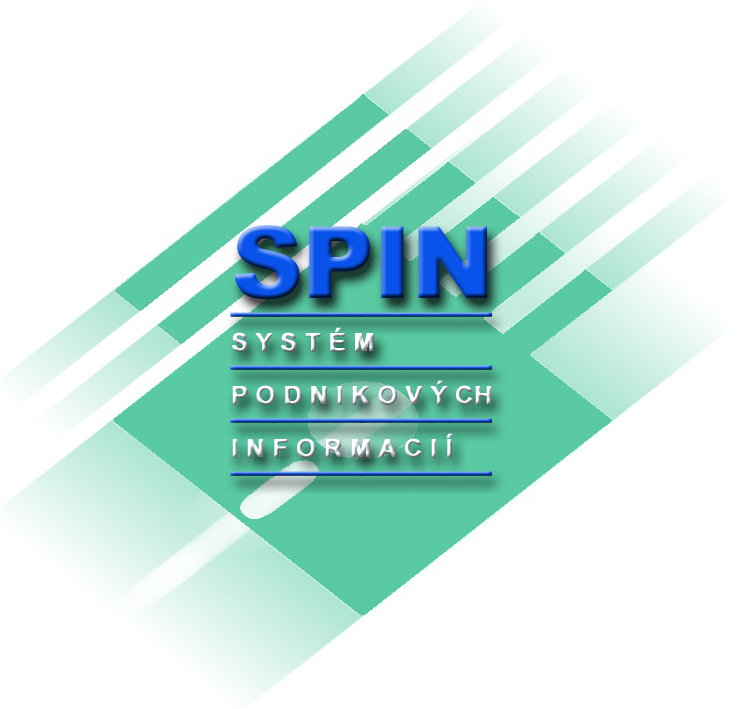 SPIN
SYSTÉM
PODNIKOVÝCH
INFORMACIÍ